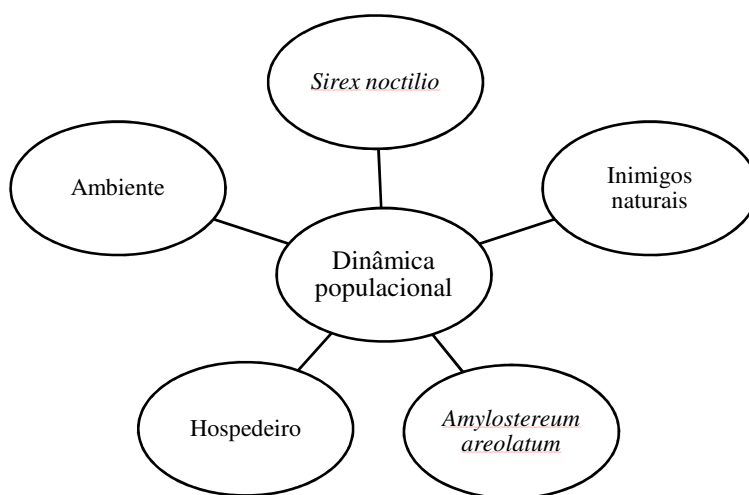 Sirex noctilio
Ambiente
Inimigos
naturais
Dinâmica
populacional
Hospedeiro
Amylostereum
areolatum